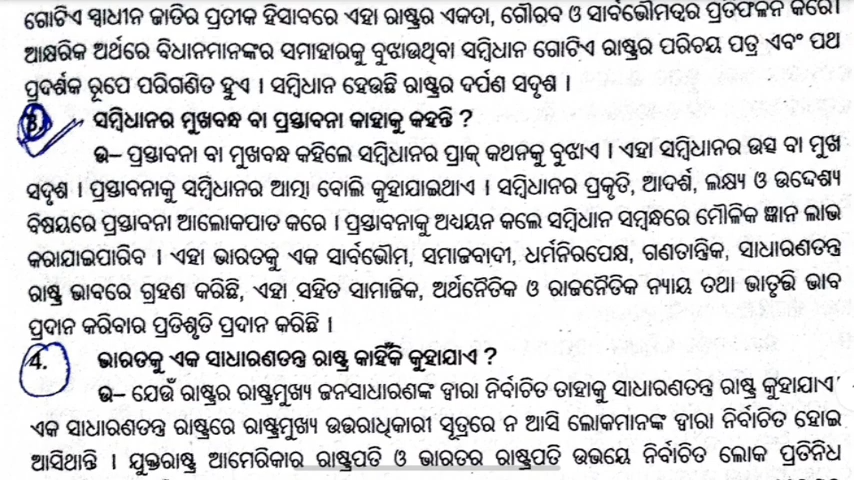 ଗୋଟିଏ ସ୍ୱାଧୀନ ଜାତିର ପ୍ରତୀକ ହିସାବରେ ଏହା ରାଷ୍ଟ୍ରର ଏକତା, ଗୌରବ ଓ ସାର୍ବଭୌମତ୍ୱର ପ୍ରତିଫଳନ କରେ।
ଆକ୍ଷରିକ ଅର୍ଥରେ ବିଧାନମାନଙ୍କର ସମାହାରକୁ ବୁଝାଉଥିବା ସମ୍ବିଧାନ ଗୋଟିଏ ରାଷ୍ଟ୍ରର ପରିଚୟ ପତ୍ର ଏବଂ ପଥ
ପ୍ରଦର୍ଶକ ରୂପେ ପରିଗଣିତ ହୁଏ । ସମ୍ବିଧାନ ହେଉଛି ରାଷ୍ଟ୍ରର ଦର୍ପଣ ସଦୃଶ ।
3. ସମ୍ବିଧାନର ମୁଖବନ୍ଧ ବା ପ୍ରସ୍ତାବନା କାହାକୁ କହନ୍ତି ?
ଉ– ପ୍ରସ୍ତାବନା ବା ମୁଖବନ୍ଧ କହିଲେ ସମ୍ବିଧାନର ପ୍ରାକ୍ କଥନକୁ ବୁଝାଏ । ଏହା ସମ୍ବିଧାନର ଉତ୍ସ ବା ମୁଖ
ସଦୃଶ । ପ୍ରସ୍ତାବନାକୁ ସମ୍ବିଧାନର ଆତ୍ମା ବୋଲି କୁହାଯାଇଥାଏ । ସମ୍ବିଧାନର ପ୍ରକୃତି, ଆଦର୍ଶ, ଲକ୍ଷ୍ୟ ଓ ଉଦ୍ଦେଶ୍ୟ
ବିଷୟରେ ପ୍ରସ୍ତାବନା ଆଲୋକପାତ କରେ । ପ୍ରସ୍ତାବନାକୁ ଅଧ୍ୟୟନ କଲେ ସମ୍ବିଧାନ ସମ୍ବନ୍ଧରେ ମୌଳିକ ଜ୍ଞାନ ଲାଭ
କରାଯାଇପାରିବ । ଏହା ଭାରତକୁ ଏକ ସାର୍ବଭୌମ, ସମାଜବାଦୀ, ଧର୍ମନିରପେକ୍ଷ, ଗଣତାନ୍ତ୍ରିକ, ସାଧାରଣତନ୍ତ୍ର
ରାଷ୍ଟ୍ର ଭାବରେ ଗ୍ରହଣ କରିଛି, ଏହା ସହିତ ସାମାଜିକ, ଅର୍ଥନୈତିକ ଓ ରାଜନୈତିକ ନ୍ୟାୟ ତଥା ଭାତୃତ୍ୱ ଭାବ
ପ୍ରଦାନ କରିବାର ପ୍ରତିଶୃତି ପ୍ରଦାନ କରିଛି ।
4. ଭାରତକୁ ଏକ ସାଧାରଣତନ୍ତ୍ର ରାଷ୍ଟ୍ର କାହିଁକି କୁହାଯାଏ ?
ଉ– ଯେଉଁ ରାଷ୍ଟ୍ରର ରାଷ୍ଟ୍ରମୁଖ୍ୟ ଜନସାଧାରଣଙ୍କ ଦ୍ୱାରା ନିର୍ବାଚିତ ତାହାକୁ ସାଧାରଣତନ୍ତ୍ର ରାଷ୍ଟ୍ର କୁହାଯାଏ
ଏକ ସାଧାରଣତନ୍ତ୍ର ରାଷ୍ଟ୍ରରେ ରାଷ୍ଟ୍ରମୁଖ୍ୟ ଉତ୍ତରାଧିକାରୀ ସୂତ୍ରରେ ନ ଆସି ଲୋକମାନଙ୍କ ଦ୍ୱାରା ନିର୍ବାଚିତ ହୋଇ
ଆସିଥାନ୍ତି । ଯୁକ୍ତରାଷ୍ଟ୍ର ଆମେରିକାର ରାଷ୍ଟ୍ରପତି ଓ ଭାରତର ରାଷ୍ଟ୍ରପତି ଉଭୟେ ନିର୍ବାଚିତ ଲୋକ ପ୍ରତିନିଧି